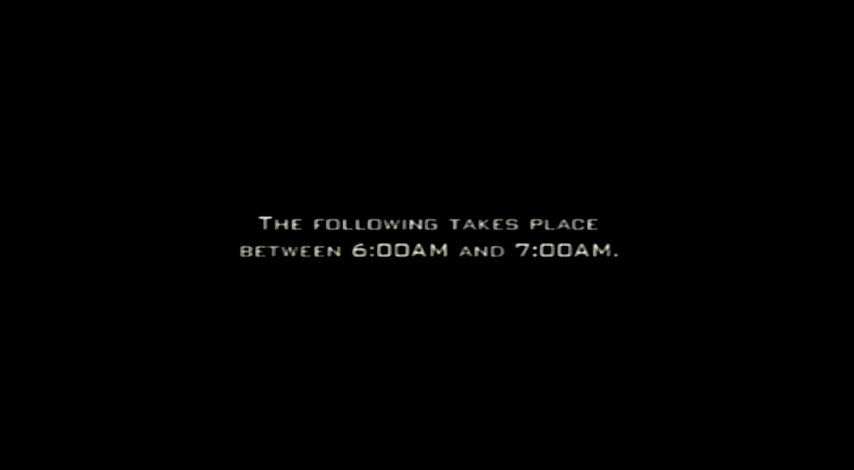 The following takes place
between 6:00AM and 7:00AM.